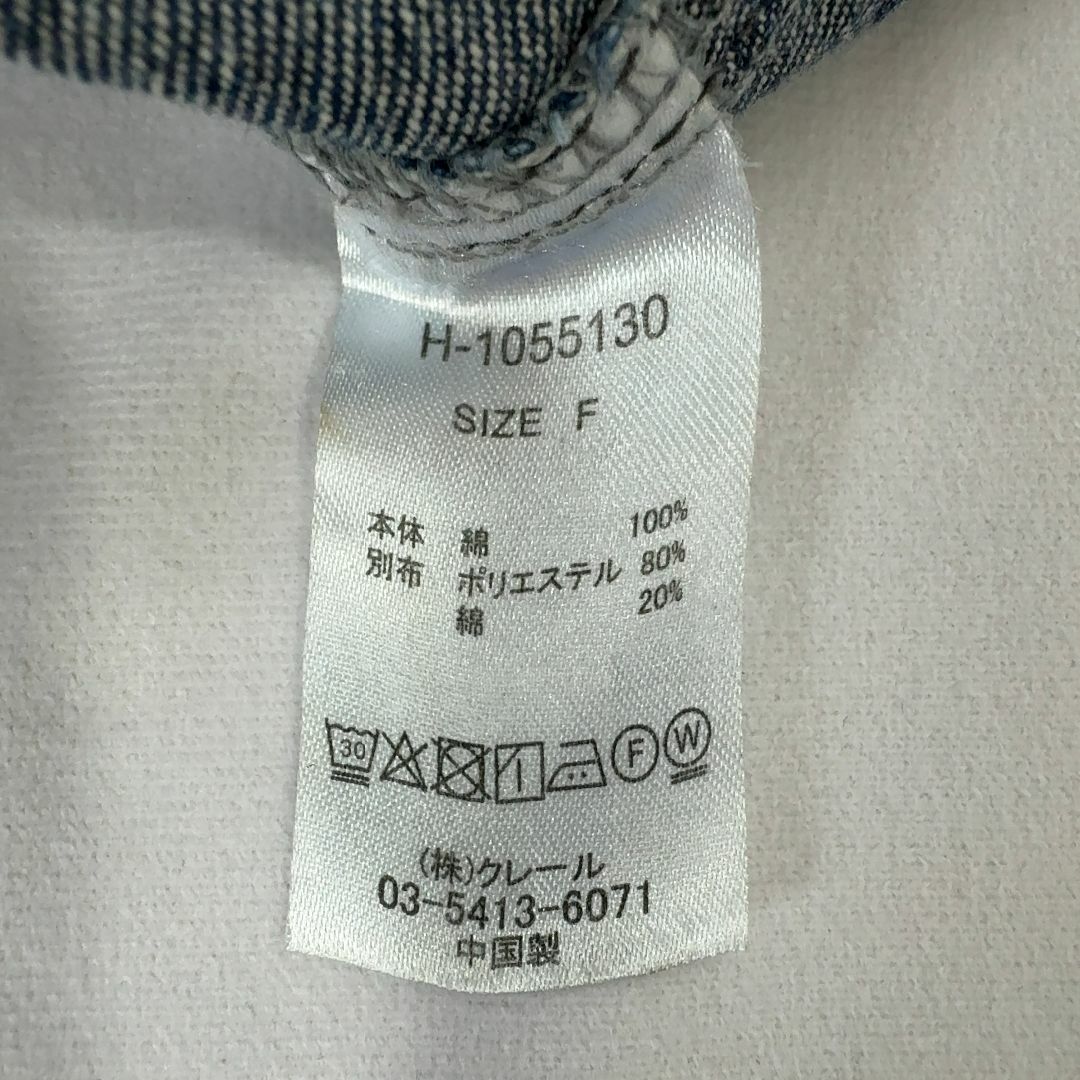 H-1055130
SIZE F
本体 綿 100%
別布 ポリエステル 80%
綿 20%
30 F W
(株)クレール
03-5413-6071
中国製